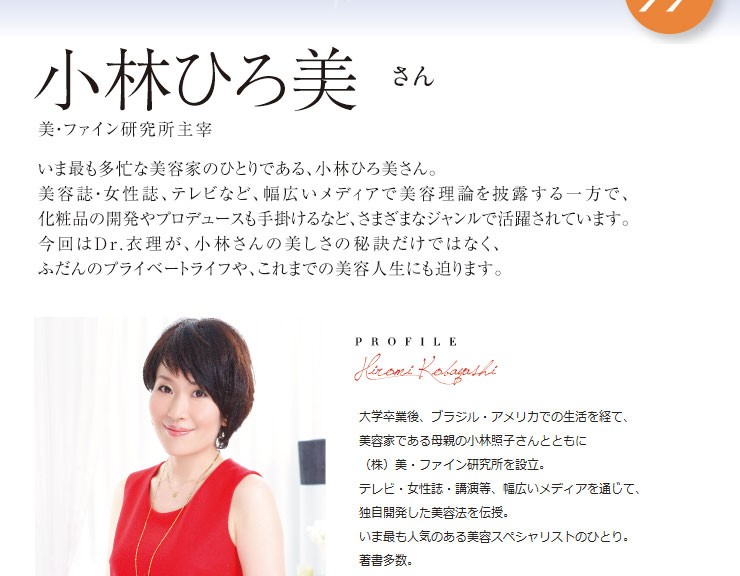 小林ひろ美 さん
美・ファイン研究所主宰
いま最も多忙な美容家のひとりである、小林ひろ美さん。
美容誌・女性誌、テレビなど、幅広いメディアで美容理論を披露する一方で、
化粧品の開発やプロデュースも手掛けるなど、さまざまなジャンルで活躍されています。
今回はDr.衣理が、小林さんの美しさの秘訣だけではなく、
ふだんのプライベートライフや、これまでの美容人生にも迫ります。
PROFILE
Hiromi Kobayashi
大学卒業後、ブラジル・アメリカでの生活を経て、
美容家である母親の小林照子さんとともに
（株）美・ファイン研究所を設立。
テレビ・女性誌・講演等、幅広いメディアを通じて、
独自開発した美容法を伝授。
いま最も人気のある美容スペシャリストのひとり。
著書多数。